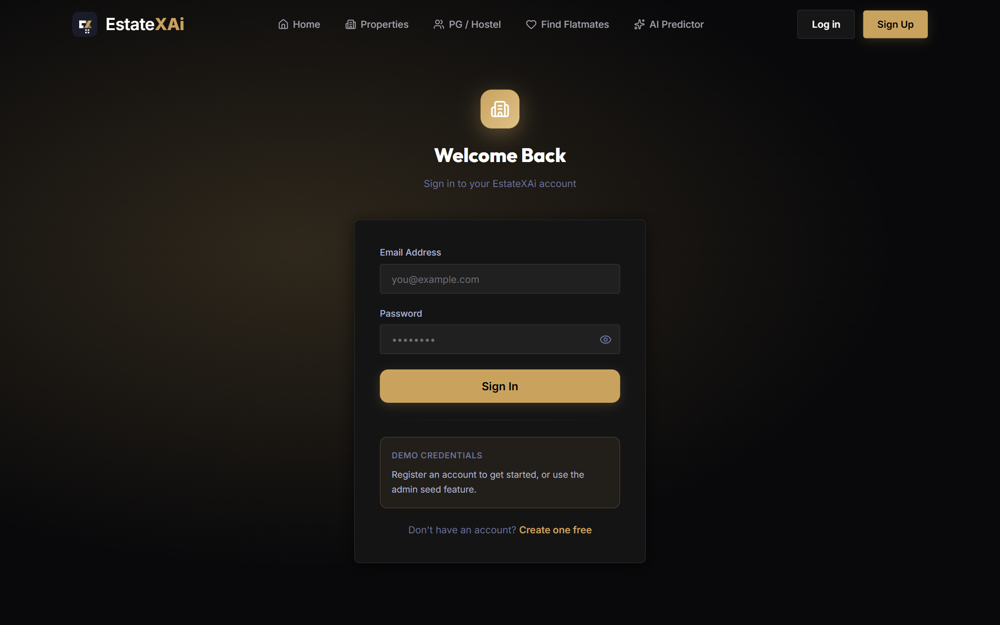 EstateXAi
Home
Properties
PG / Hostel
Find Flatmates
AI Predictor
Log in
Sign Up
Welcome Back
Sign in to your EstateXAi account
Email Address
you@example.com
Password
••••••••
Sign In
DEMO CREDENTIALS
Register an account to get started, or use the
admin seed feature.
Don't have an account? Create one free